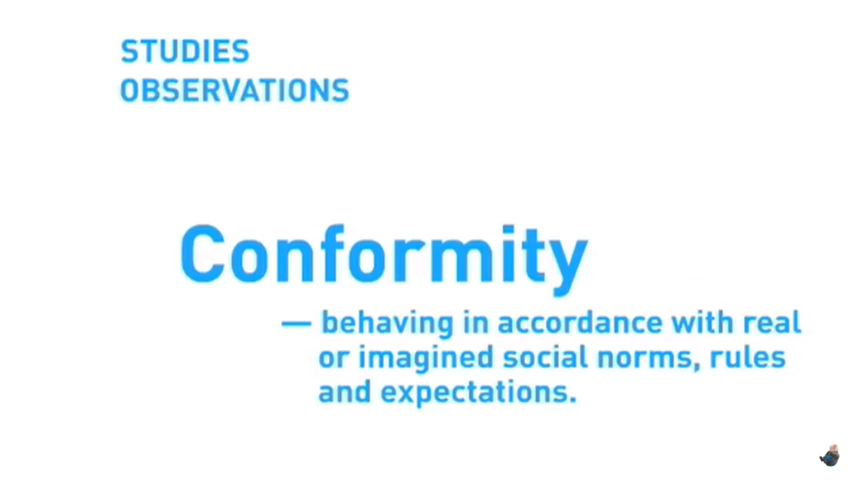 STUDIES
OBSERVATIONS
Conformity
— behaving in accordance with real
or imagined social norms, rules
and expectations.